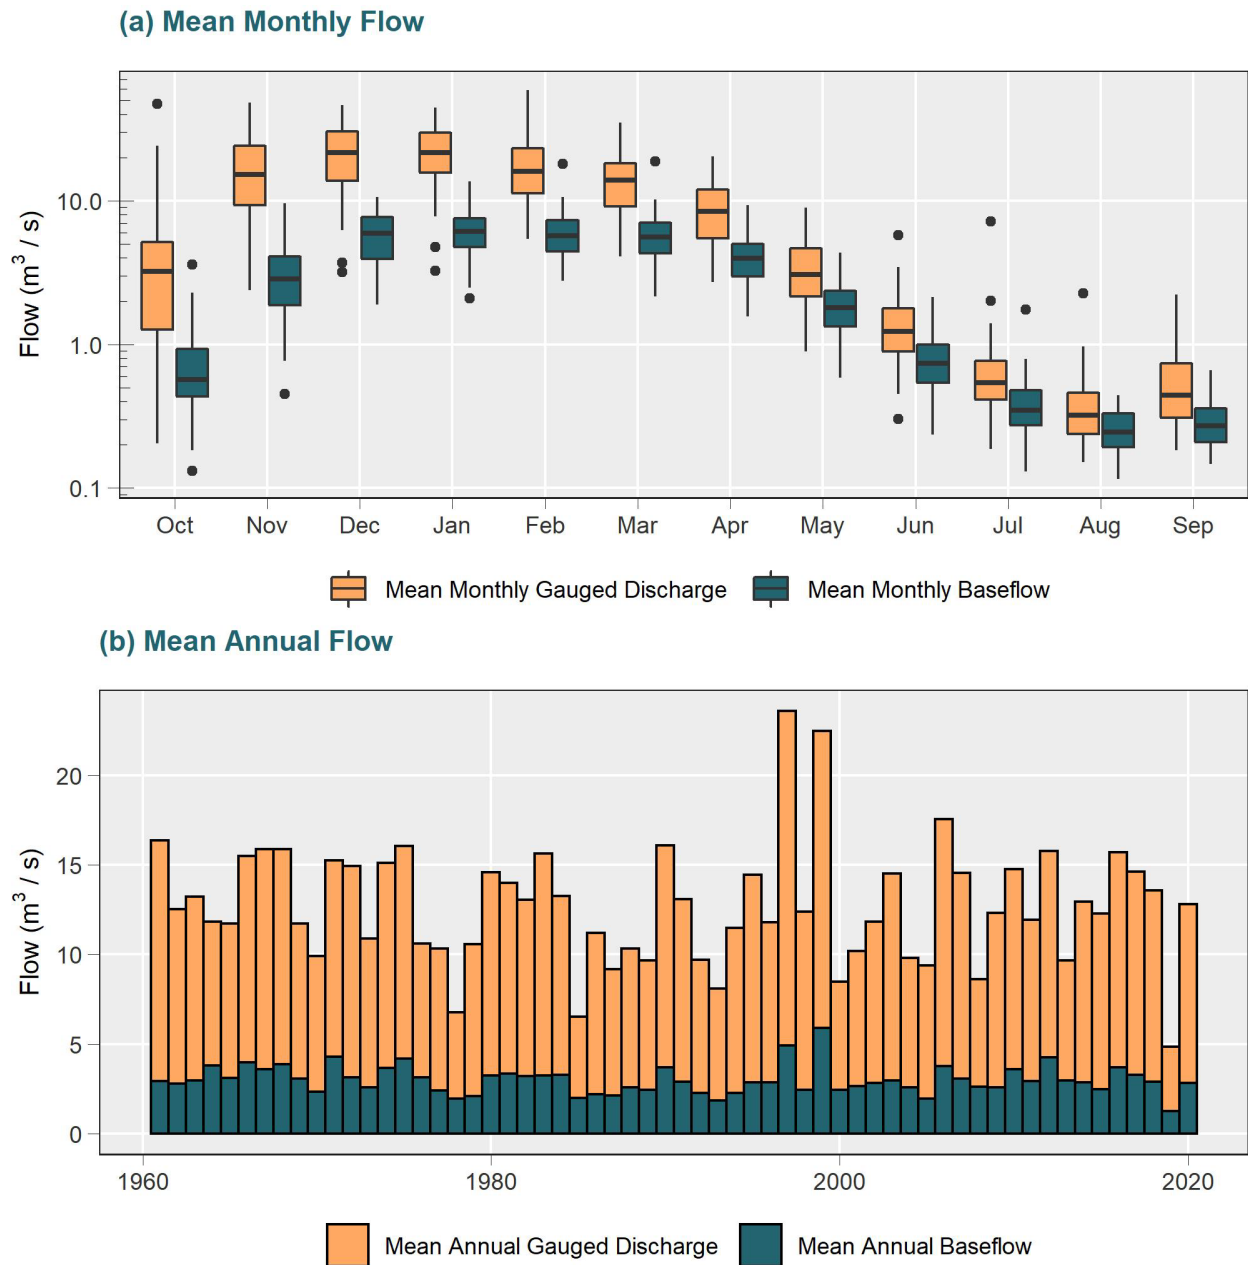 (a) Mean Monthly Flow
Flow (m³ / s)
10.0
1.0
0.1
Oct Nov Dec Jan Feb Mar Apr May Jun Jul Aug Sep
Mean Monthly Gauged Discharge Mean Monthly Baseflow
(b) Mean Annual Flow
Flow (m³ / s)
20
15
10
5
0
1960 1980 2000 2020
Mean Annual Gauged Discharge Mean Annual Baseflow